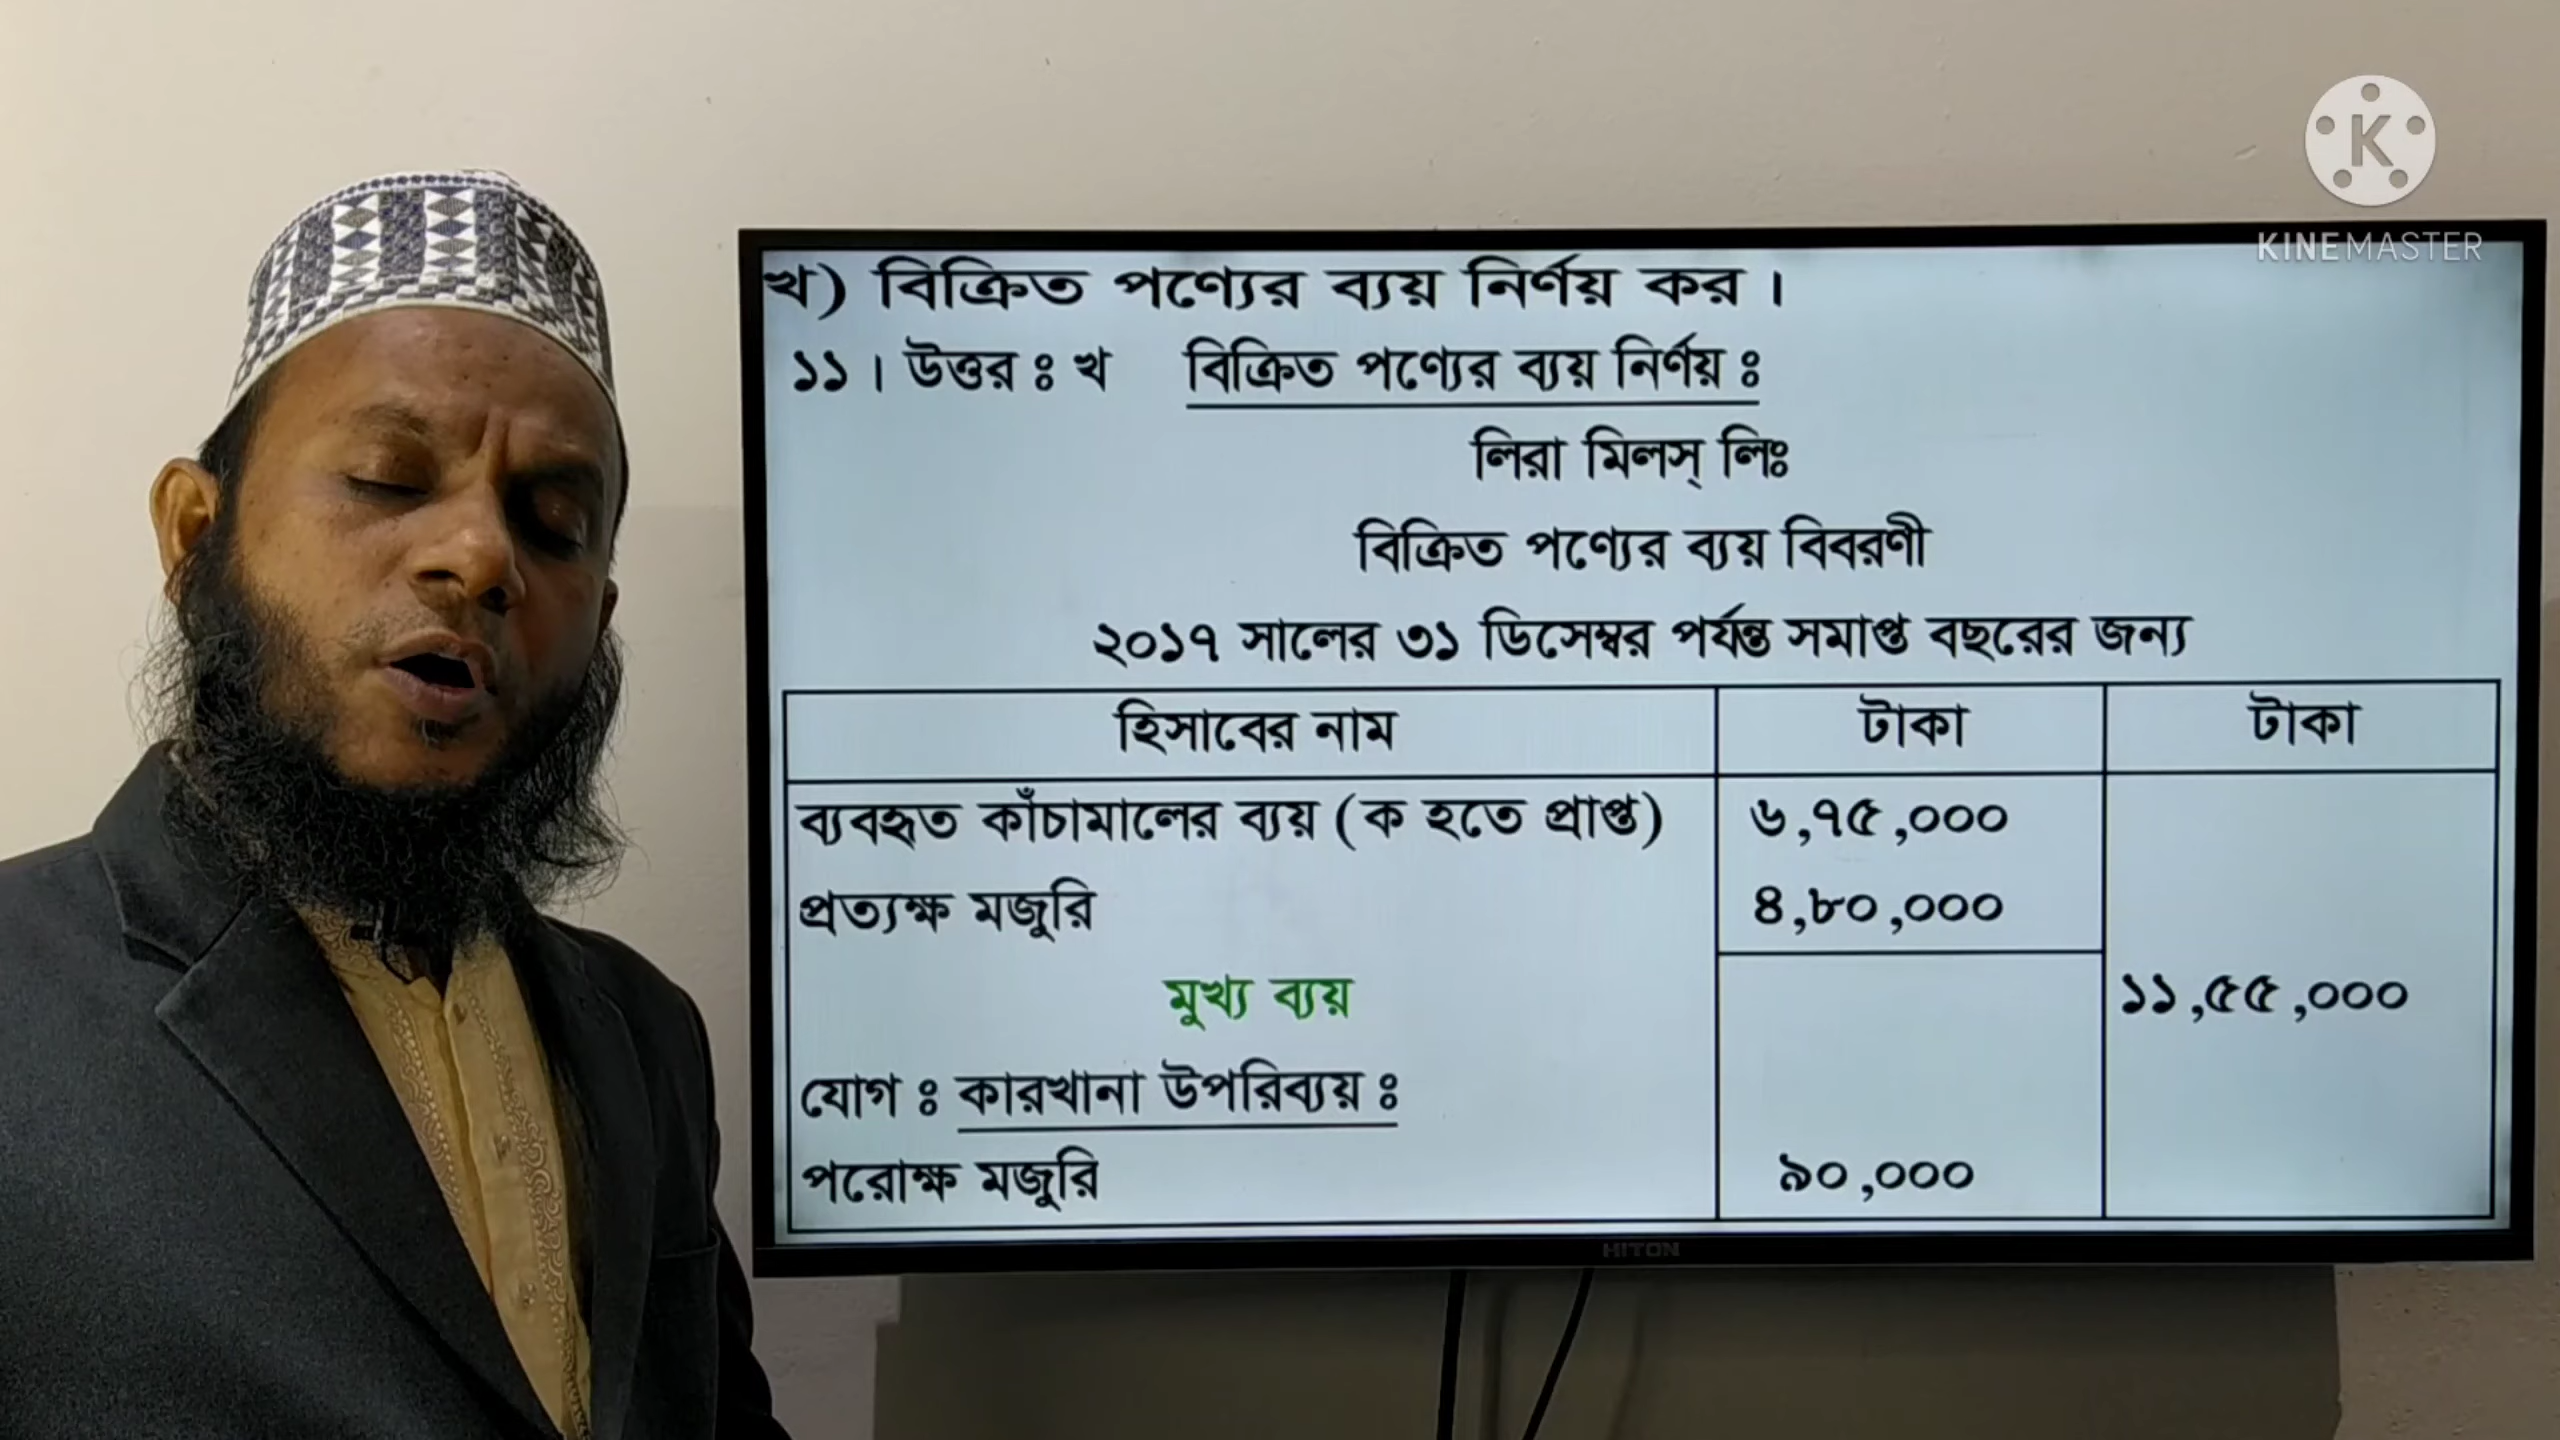 KINEMASTER
খ) বিক্রিত পণ্যের ব্যয় নির্ণয় কর ।
১১ । উত্তর ঃ খ বিক্রিত পণ্যের ব্যয় নির্ণয় ঃ
লিরা মিলস্ লিঃ
বিক্রিত পণ্যের ব্যয় বিবরণী
২০১৭ সালের ৩১ ডিসেম্বর পর্যন্ত সমাপ্ত বছরের জন্য
হিসাবের নাম টাকা টাকা
ব্যবহৃত কাঁচামালের ব্যয় (ক হতে প্রাপ্ত) ৬,৭৫,০০০
প্রত্যক্ষ মজুরি ৪,৮০,০০০
মুখ্য ব্যয় ১১,৫৫,০০০
যোগ ঃ কারখানা উপরিব্যয় ঃ
পরোক্ষ মজুরি ৯০,০০০
HITON